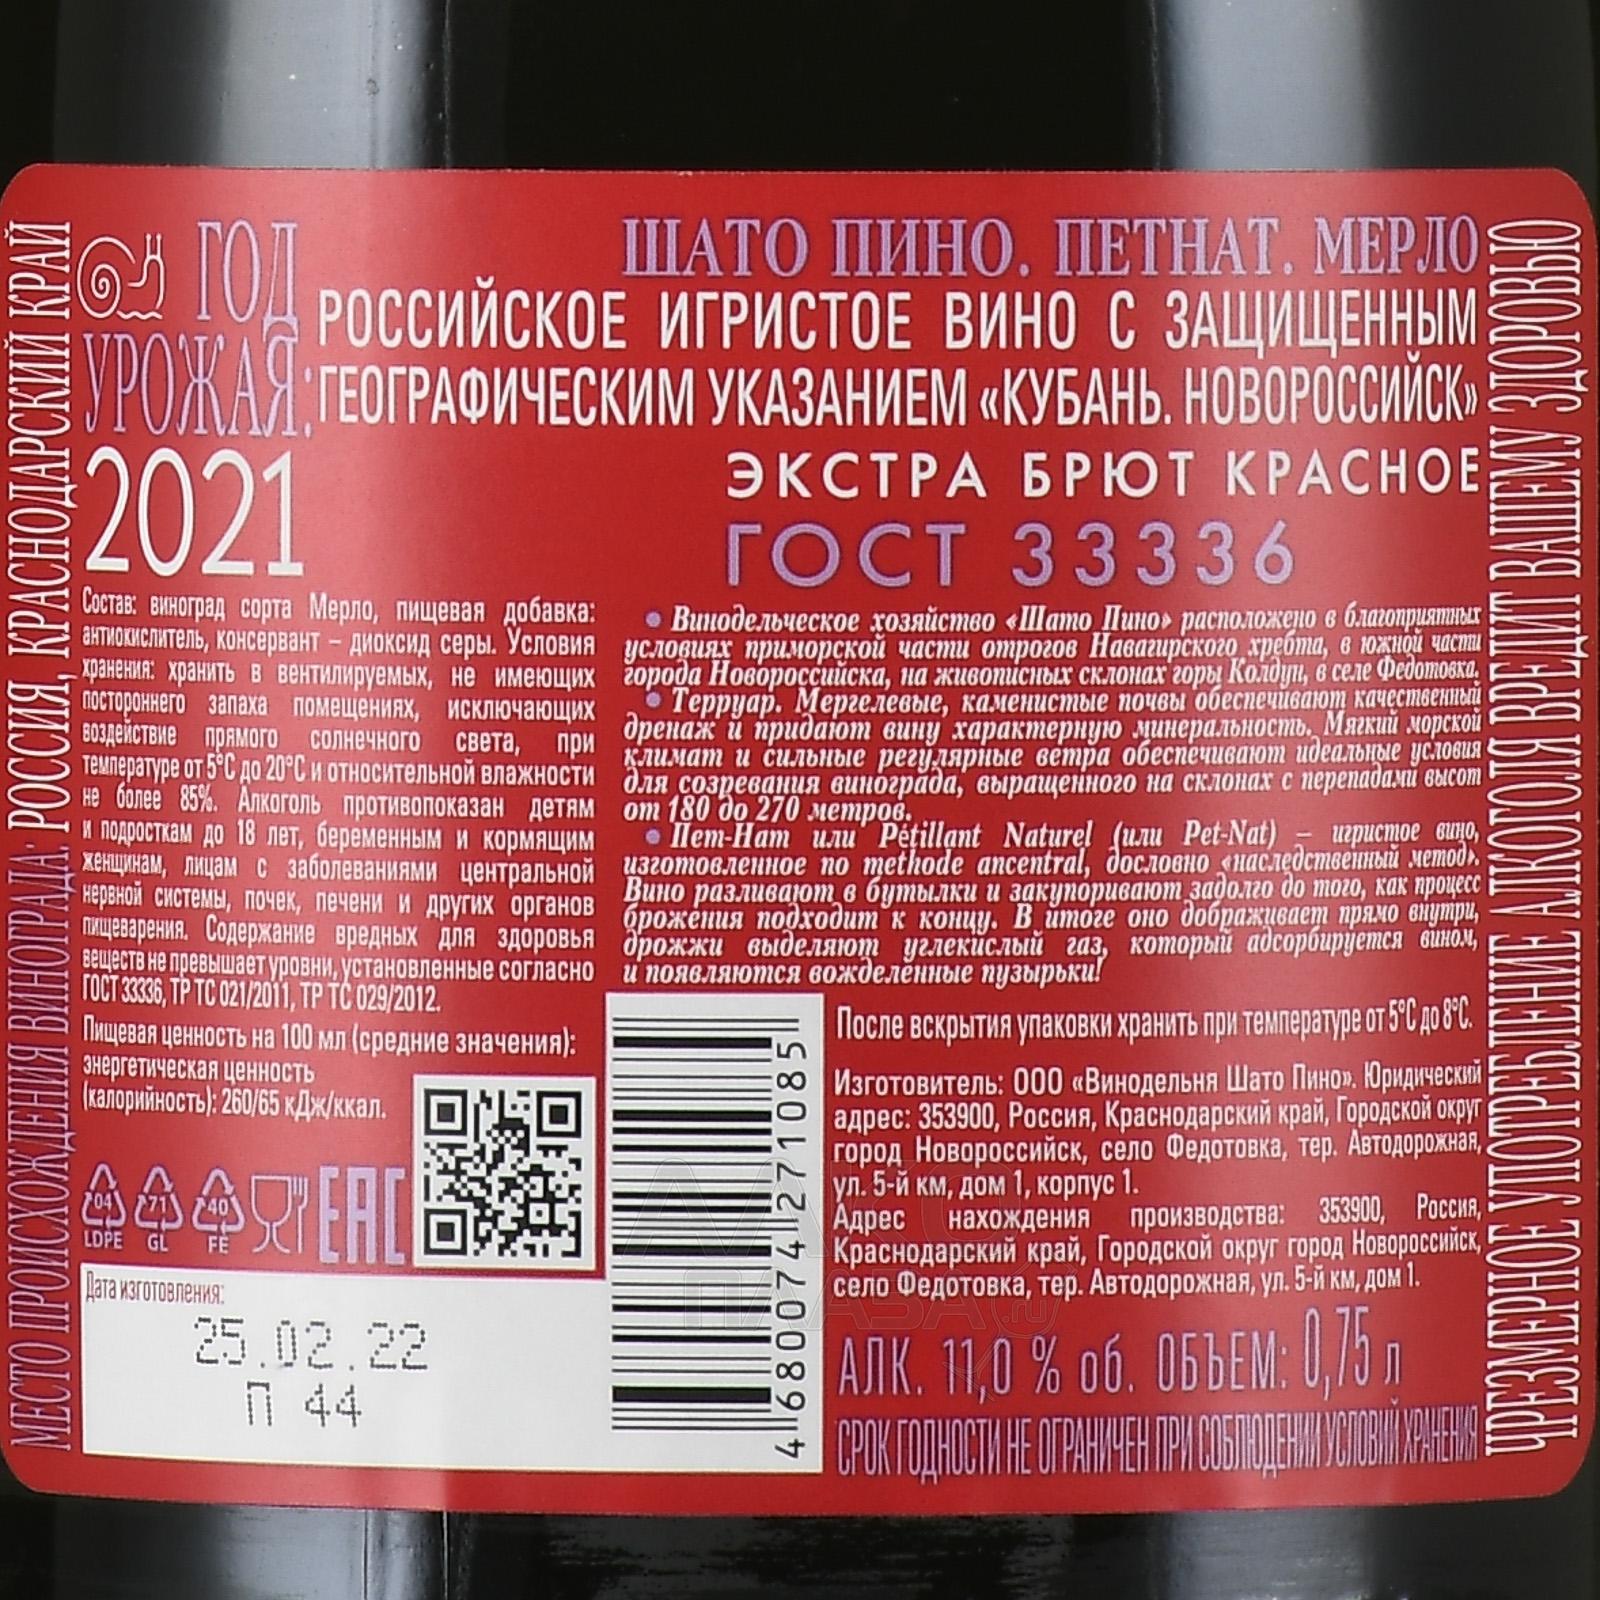 МЕСТО ПРОИСХОЖДЕНИЯ ВИНОГРАДА: РОССИЯ, КРАСНОДАРСКИЙ КРАЙ
ГОД
УРОЖАЯ:
2021
ШАТО ПИНО. ПЕТНАТ. МЕРЛО
РОССИЙСКОЕ ИГРИСТОЕ ВИНО С ЗАЩИЩЕННЫМ
ГЕОГРАФИЧЕСКИМ УКАЗАНИЕМ «КУБАНЬ. НОВОРОССИЙСК»
ЭКСТРА БРЮТ КРАСНОЕ
ГОСТ 33336
Состав: виноград сорта Мерло, пищевая добавка:
антиокислитель, консервант – диоксид серы. Условия
хранения: хранить в вентилируемых, не имеющих
постороннего запаха помещениях, исключающих
воздействие прямого солнечного света, при
температуре от 5°С до 20°С и относительной влажности
не более 85%. Алкоголь противопоказан детям
и подросткам до 18 лет, беременным и кормящим
женщинам, лицам с заболеваниями центральной
нервной системы, почек, печени и других органов
пищеварения. Содержание вредных для здоровья
веществ не превышает уровни, установленные согласно
ГОСТ 33336, ТР ТС 021/2011, ТР ТС 029/2012.
Пищевая ценность на 100 мл (средние значения):
энергетическая ценность
(калорийность): 260/65 кДж/ккал.
04 71 40
LDPE GL FE
EAC
Дата изготовления:
25.02.22
П 44
• Винодельческое хозяйство «Шато Пино» расположено в благоприятных
условиях приморской части отрогов Навагирского хребта, в южной части
города Новороссийска, на живописных склонах горы Колдун, в селе Федотовка.
• Терруар. Мергелевые, каменистые почвы обеспечивают качественный
дренаж и придают вину характерную минеральность. Мягкий морской
климат и сильные регулярные ветра обеспечивают идеальные условия
для созревания винограда, выращенного на склонах с перепадами высот
от 180 до 270 метров.
• Пет-Нат или Pétillant Naturel (или Pet-Nat) – игристое вино,
изготовленное по methode ancentral, дословно «наследственный метод».
Вино разливают в бутылки и закупоривают задолго до того, как процесс
брожения подходит к концу. В итоге оно дображивает прямо внутри,
дрожжи выделяют углекислый газ, который адсорбируется вином,
и появляются вожделенные пузырьки!
4 680074 271085
После вскрытия упаковки хранить при температуре от 5°С до 8°С.
Изготовитель: ООО «Винодельня Шато Пино». Юридический
адрес: 353900, Россия, Краснодарский край, Городской округ
город Новороссийск, село Федотовка, тер. Автодорожная,
ул. 5-й км, дом 1, корпус 1.
Адрес нахождения производства: 353900, Россия,
Краснодарский край, Городской округ город Новороссийск,
село Федотовка, тер. Автодорожная, ул. 5-й км, дом 1.
АЛК. 11,0 % об. ОБЪЕМ: 0,75 л
СРОК ГОДНОСТИ НЕ ОГРАНИЧЕН ПРИ СОБЛЮДЕНИИ УСЛОВИЙ ХРАНЕНИЯ
ЧРЕЗМЕРНОЕ УПОТРЕБЛЕНИЕ АЛКОГОЛЯ ВРЕДИТ ВАШЕМУ ЗДОРОВЬЮ
АЛКО
ПЛАЗА.ru